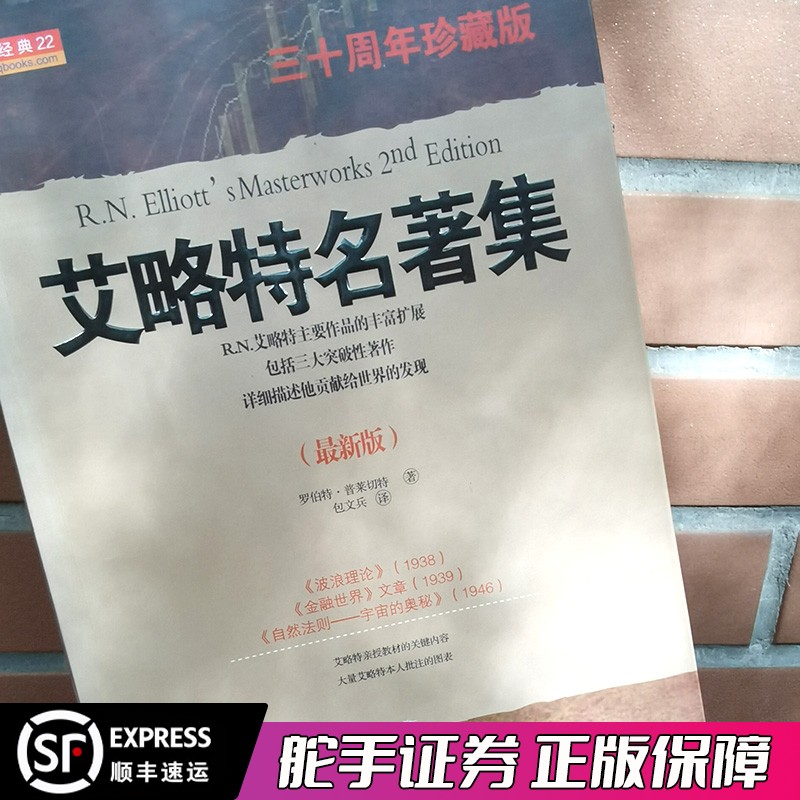 经典22
qbooks.com
三十周年珍藏版
R.N. Elliott’s Masterworks 2nd Edition
艾略特名著集
R.N.艾略特主要作品的丰富扩展
包括三大突破性著作
详细描述他贡献给世界的发现
(最新版)
罗伯特·普莱切特 著
包文兵 译
《波浪理论》(1938)
《金融世界》文章(1939)
《自然法则——宇宙的奥秘》(1946)
艾略特亲授教材的关键内容
大量艾略特本人批注的图表
SF EXPRESS
顺丰速运
舵手证券 正版保障